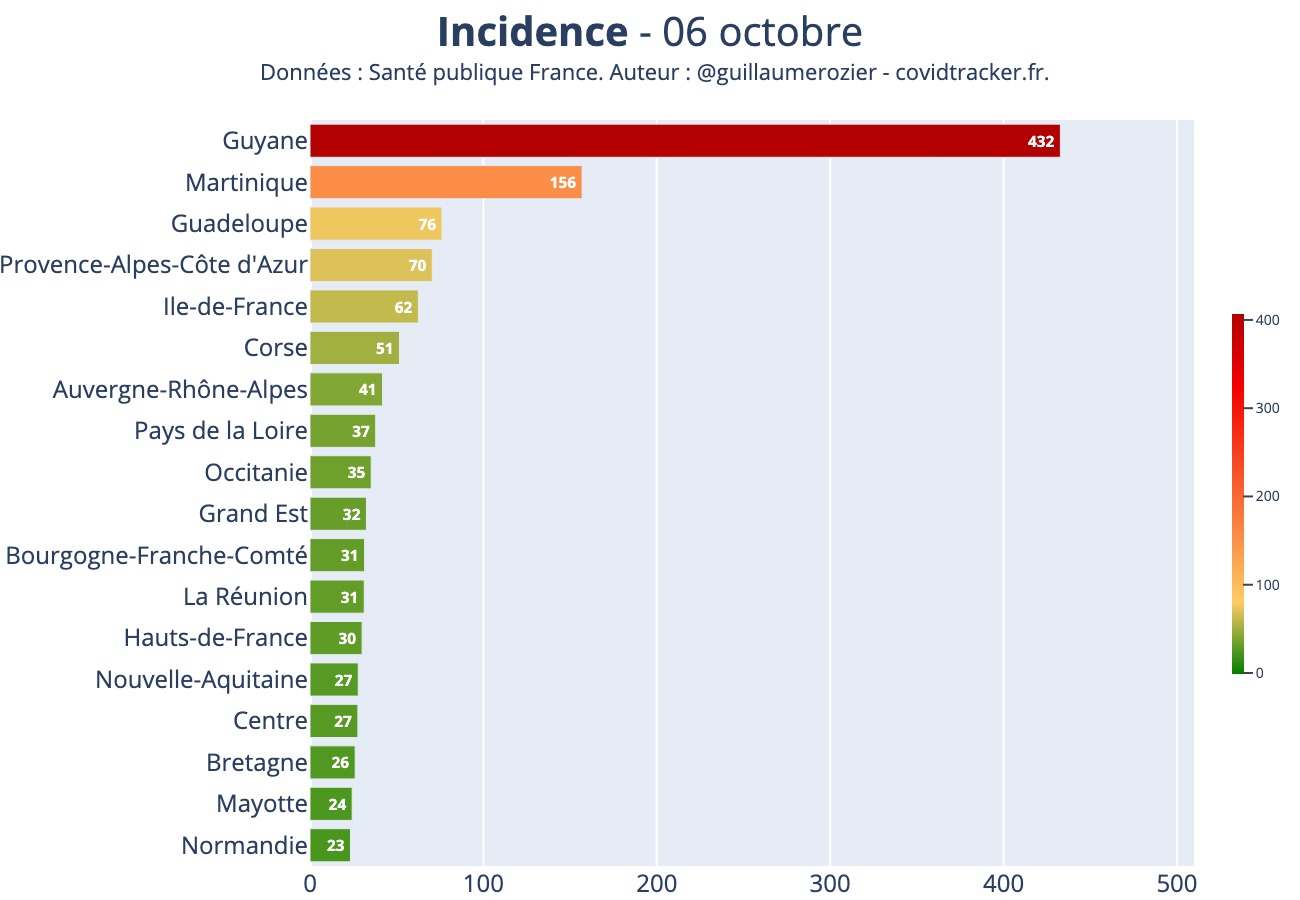 Incidence - 06 octobre
Données : Santé publique France. Auteur : @guillaumerozier - covidtracker.fr.
Guyane 432
Martinique 156
Guadeloupe 76
Provence-Alpes-Côte d'Azur 70
Ile-de-France 62
Corse 51
Auvergne-Rhône-Alpes 41
Pays de la Loire 37
Occitanie 35
Grand Est 32
Bourgogne-Franche-Comté 31
La Réunion 31
Hauts-de-France 30
Nouvelle-Aquitaine 27
Centre 27
Bretagne 26
Mayotte 24
Normandie 23
0 100 200 300 400 500
400
300
200
100
0